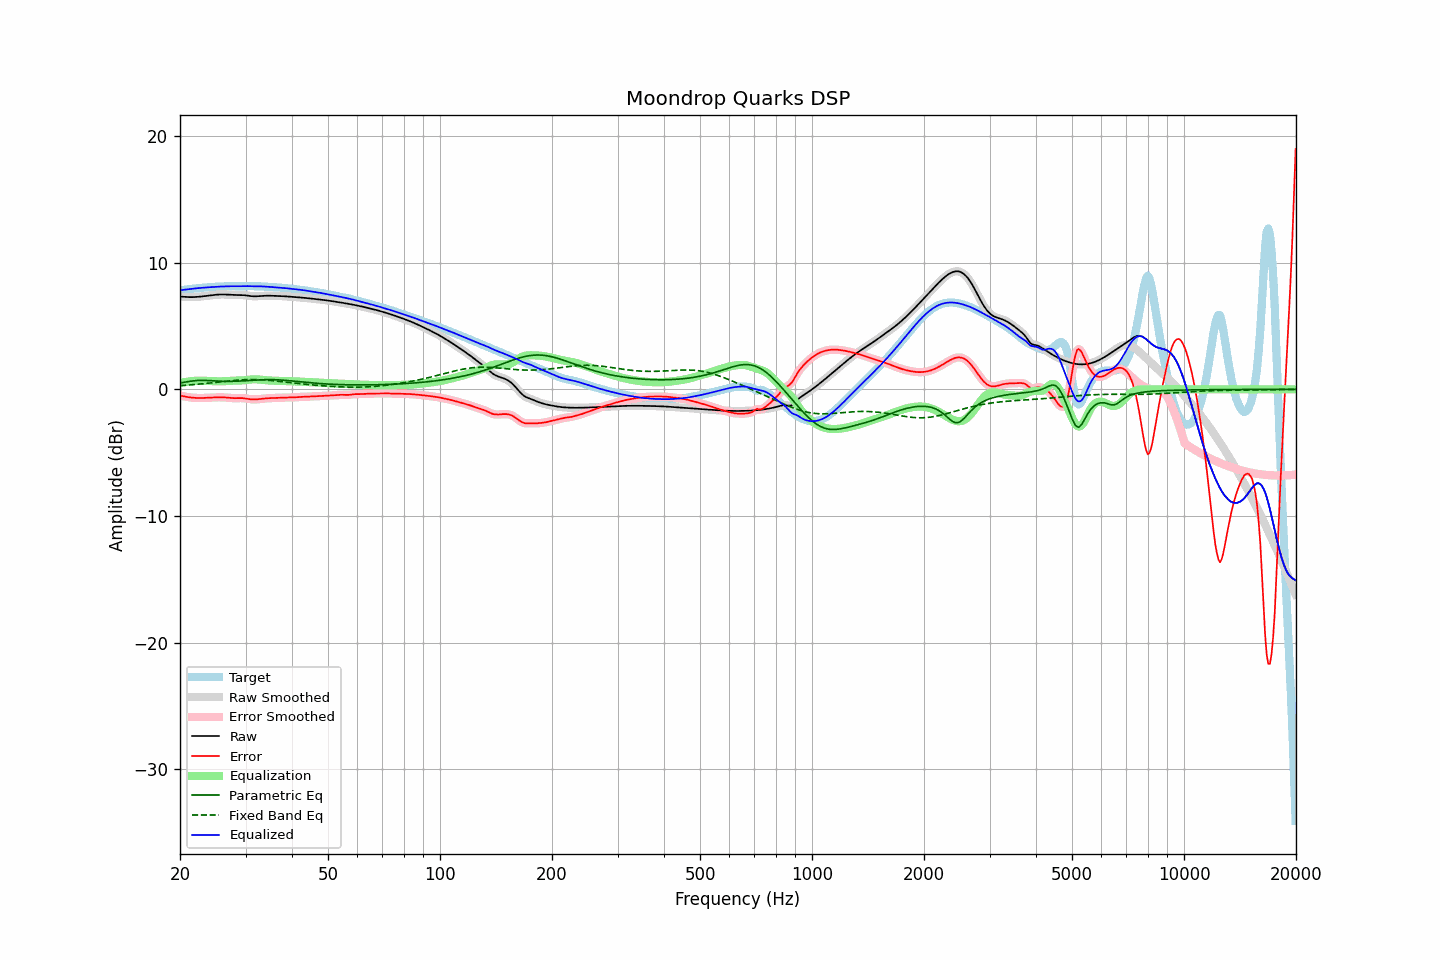 Moondrop Quarks DSP
20
10
0
−10
−20
−30
Amplitude (dBr)
Target
Raw Smoothed
Error Smoothed
Raw
Error
Equalization
Parametric Eq
Fixed Band Eq
Equalized
20 50 100 200 500 1000 2000 5000 10000 20000
Frequency (Hz)